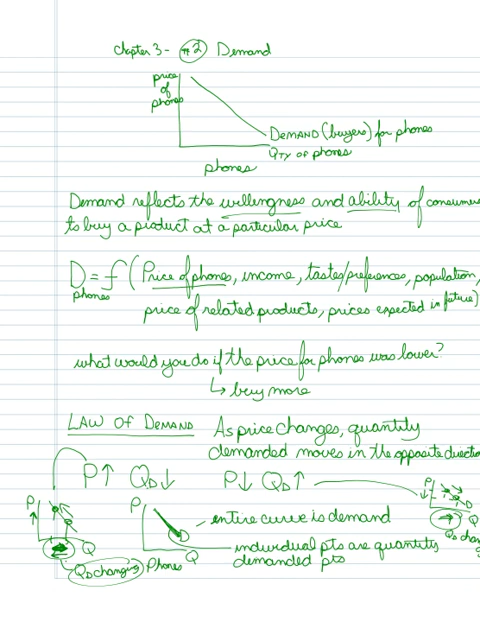 Chapter 3 - #2 Demand
price
of
phones
DEMAND (buyers) for phones
QTY OF phones
phones
Demand reflects the willingness and ability of consumers
to buy a product at a particular price
D phones = f (Price of phones, income, tastes/preferences, population,
price of related products, prices expected in future)
what would you do if the price for phones was lower?
↳ buy more
LAW OF DEMAND As price changes, quantity
demanded moves in the opposite direction
P↑ QD↓ P↓ QD↑
P↑
Q
QD changing
Phones
P
D
Q
entire curve is demand
individual pts are quantity
demanded pts
P↓
D
Q